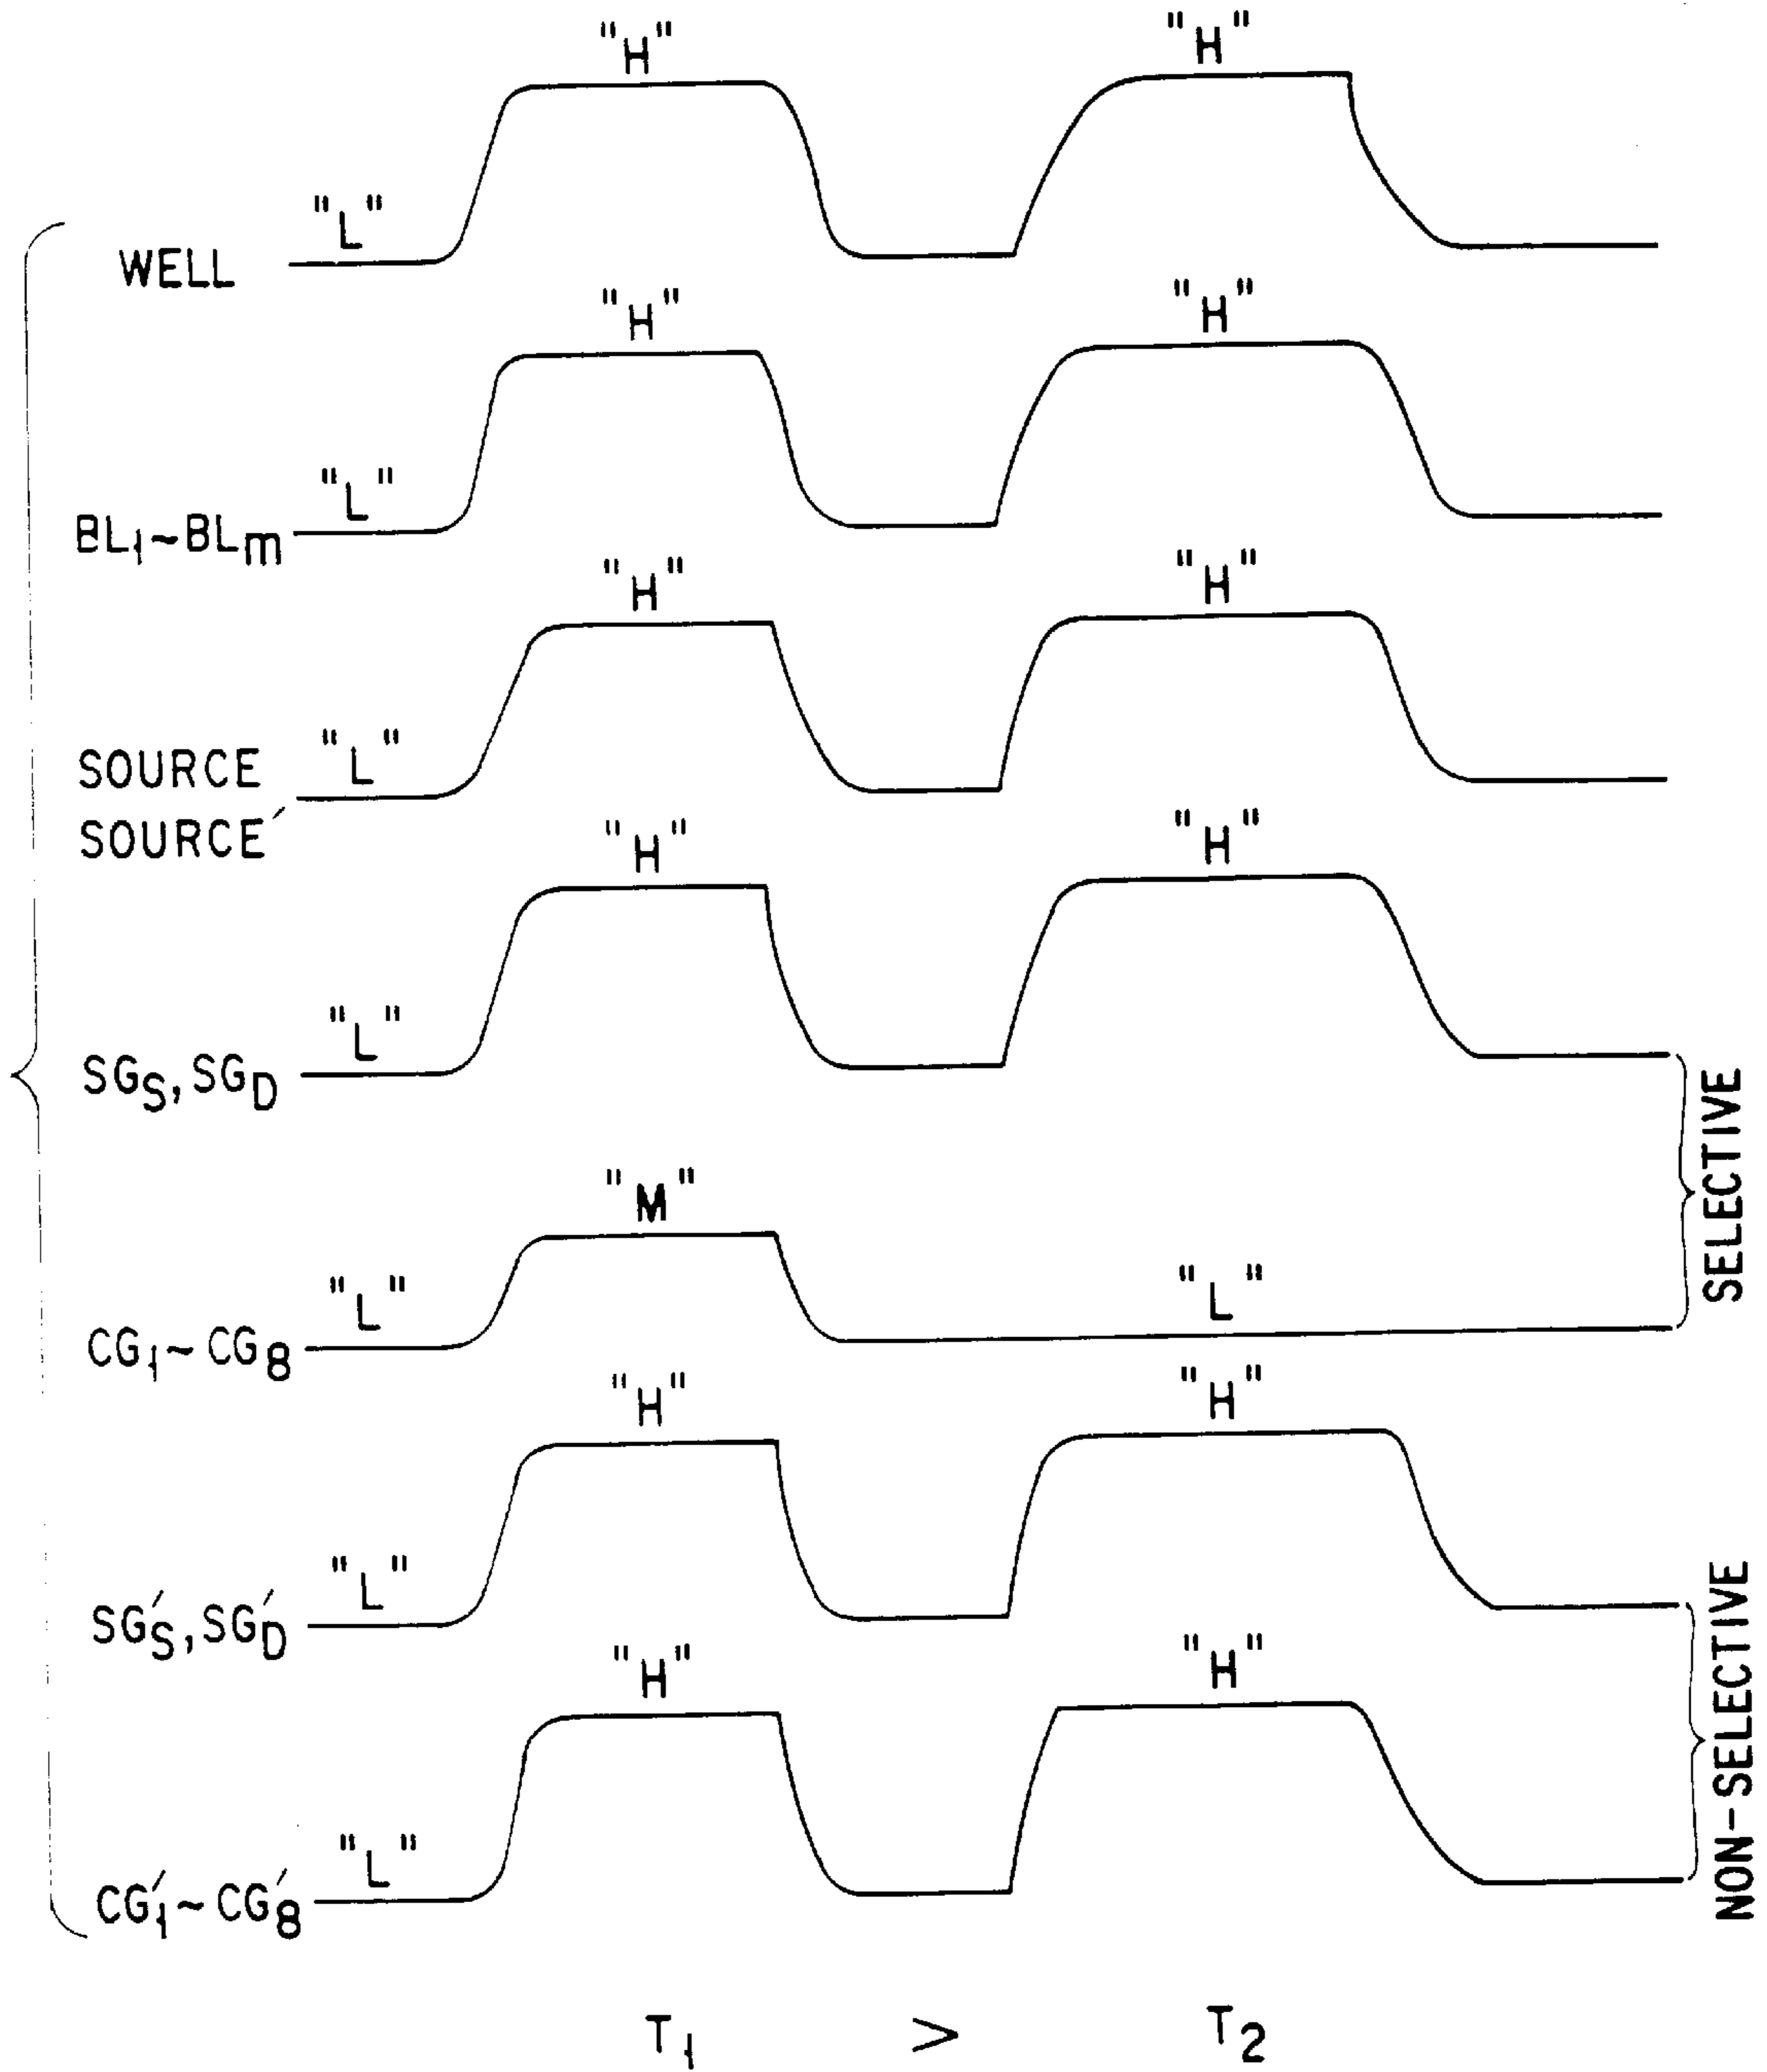 "H" "H"
"L"
WELL
"H" "H"
"L"
BL1~BLm
"H" "H"
"L"
SOURCE
SOURCE′
"H" "H"
"L"
SGS, SGD
SELECTIVE
"M"
"L" "L"
CG1~CG8
"H" "H"
"L"
SG′S, SG′D
NON-SELECTIVE
"H" "H"
"L"
CG′1~CG′8
T1 > T2